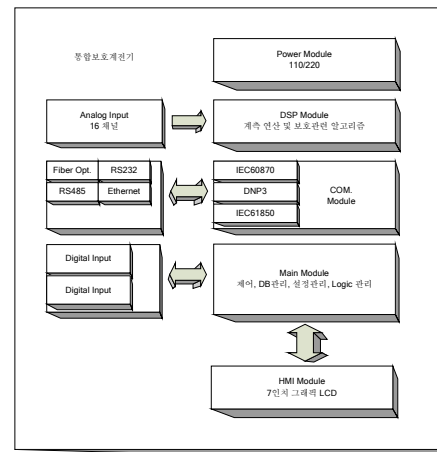 통합보호계전기
Power Module
110/220
Analog Input
16 채널
DSP Module
계측 연산 및 보호관련 알고리즘
Fiber Opt.
RS232
RS485
Ethernet
IEC60870
DNP3
IEC61850
COM.
Module
Digital Input
Digital Input
Main Module
제어, DB관리, 설정관리, Logic 관리
HMI Module
7인치 그래픽 LCD